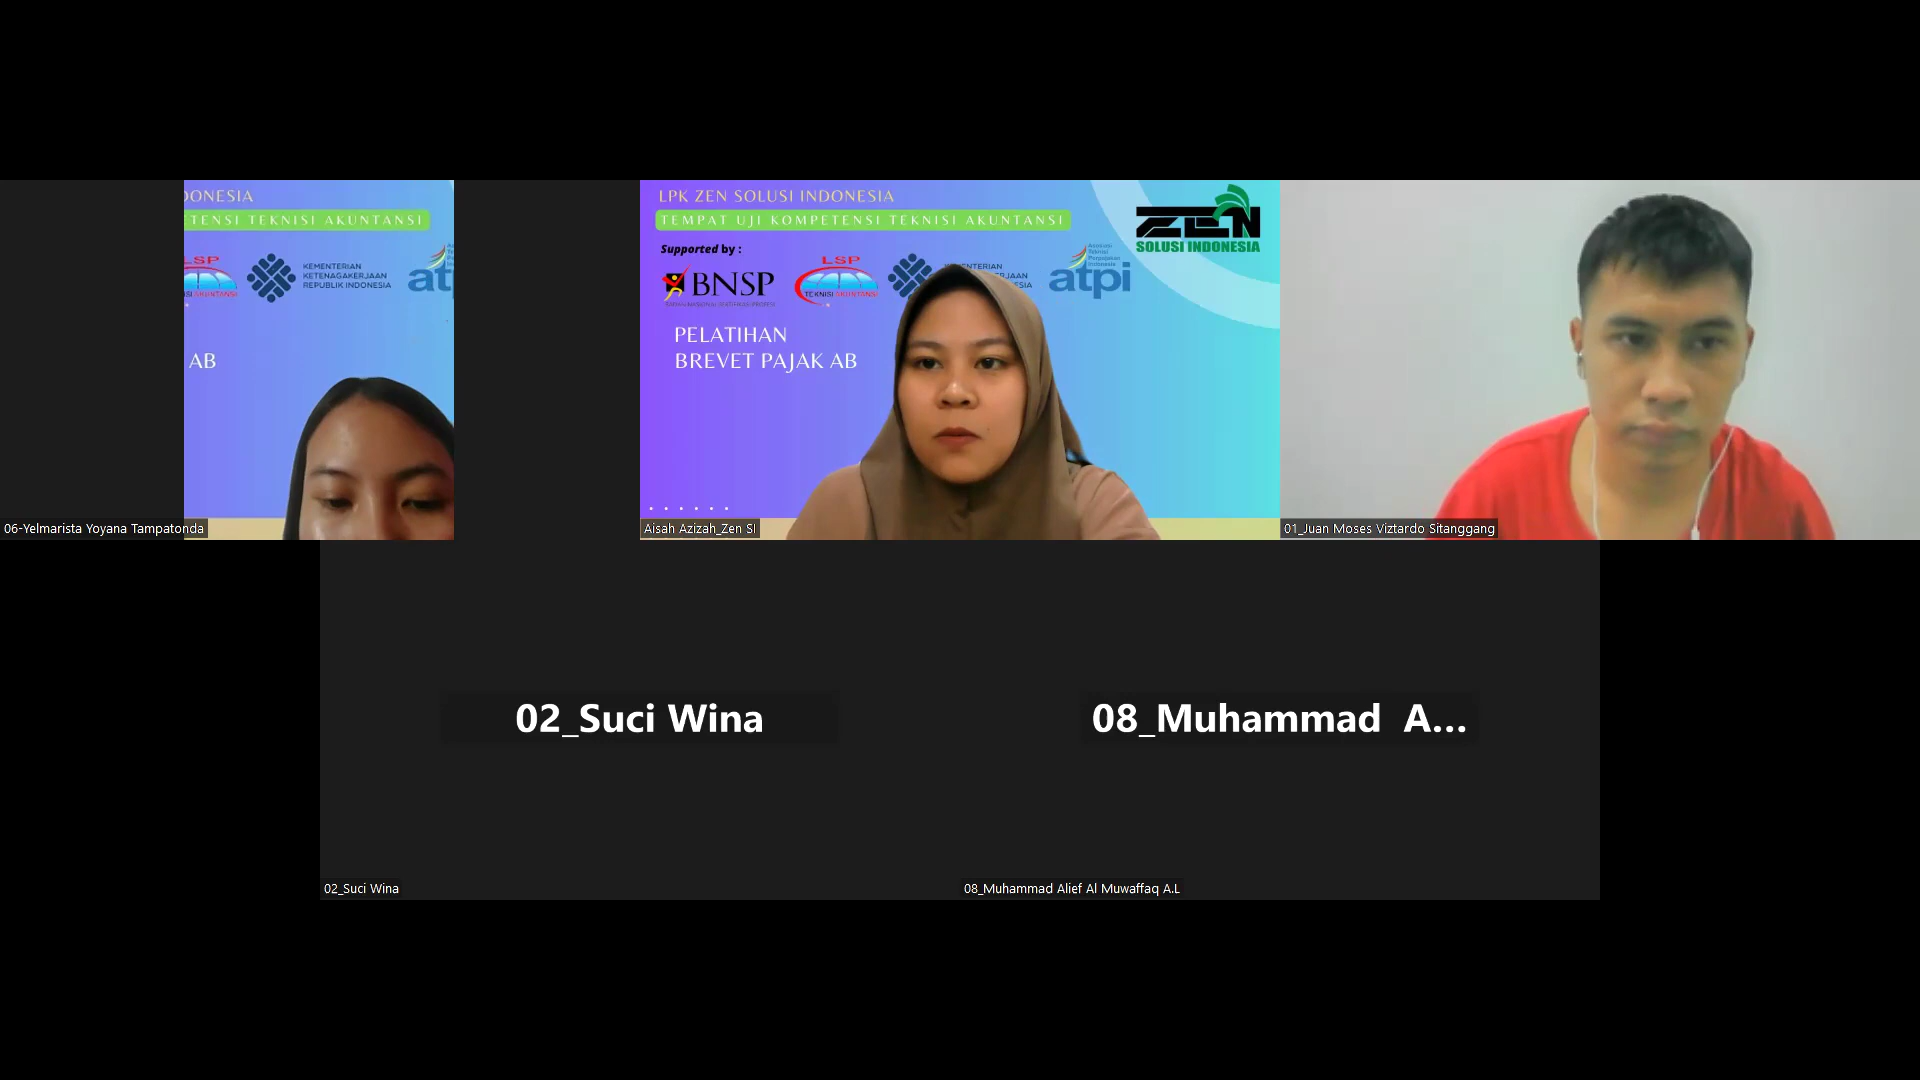 DONESIA
TENSI TEKNISI AKUNTANSI
LSP
KEMENTERIAN
KETENAGAKERJAAN
REPUBLIK INDONESIA
AB
06-Yelmarista Yoyana Tampatonda
LPK ZEN SOLUSI INDONESIA
TEMPAT UJI KOMPETENSI TEKNISI AKUNTANSI
ZEN
SOLUSI INDONESIA
Supported by :
BNSP
LSP
TEKNISI AKUNTANSI
atpi
PELATIHAN
BREVET PAJAK AB
Aisah Azizah_Zen SI
01_Juan Moses Viztardo Sitanggang
02_Suci Wina
08_Muhammad A...
02_Suci Wina
08_Muhammad Alief Al Muwaffaq A.L